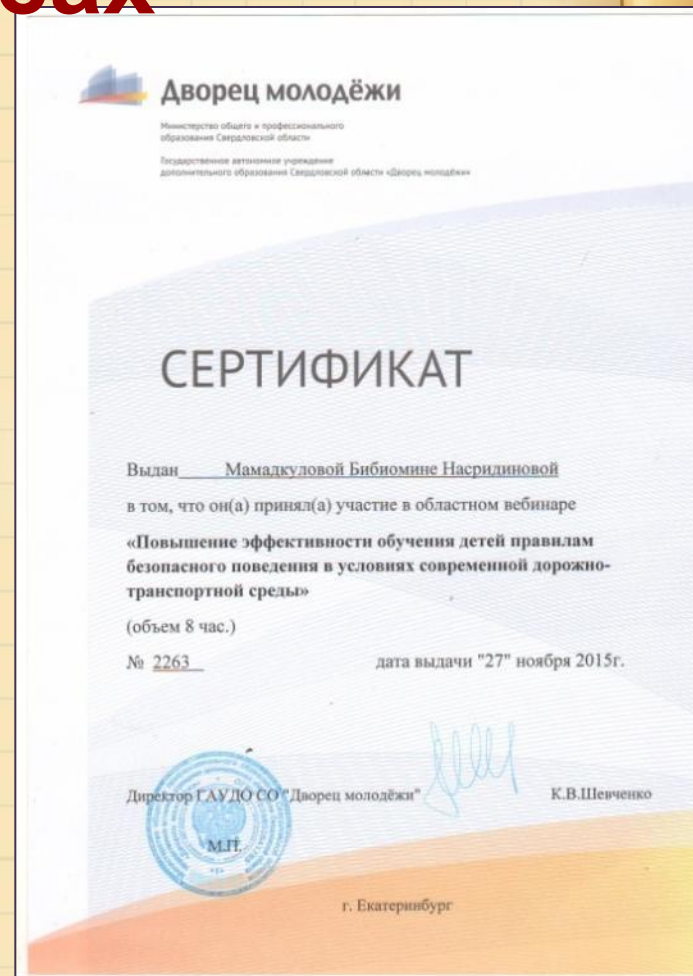 Дворец молодёжи
Министерство общего и профессионального
образования Свердловской области
Государственное автономное учреждение
дополнительного образования Свердловской области «Дворец молодёжи»
СЕРТИФИКАТ
Выдан Мамадкуловой Бибиомине Насридиновой
в том, что он(а) принял(а) участие в областном вебинаре
«Повышение эффективности обучения детей правилам
безопасного поведения в условиях современной дорожно-
транспортной среды»
(объем 8 час.)
№ 2263 дата выдачи "27" ноября 2015г.
Директор ГАУДО СО "Дворец молодёжи" К.В.Шевченко
М.П.
г. Екатеринбург